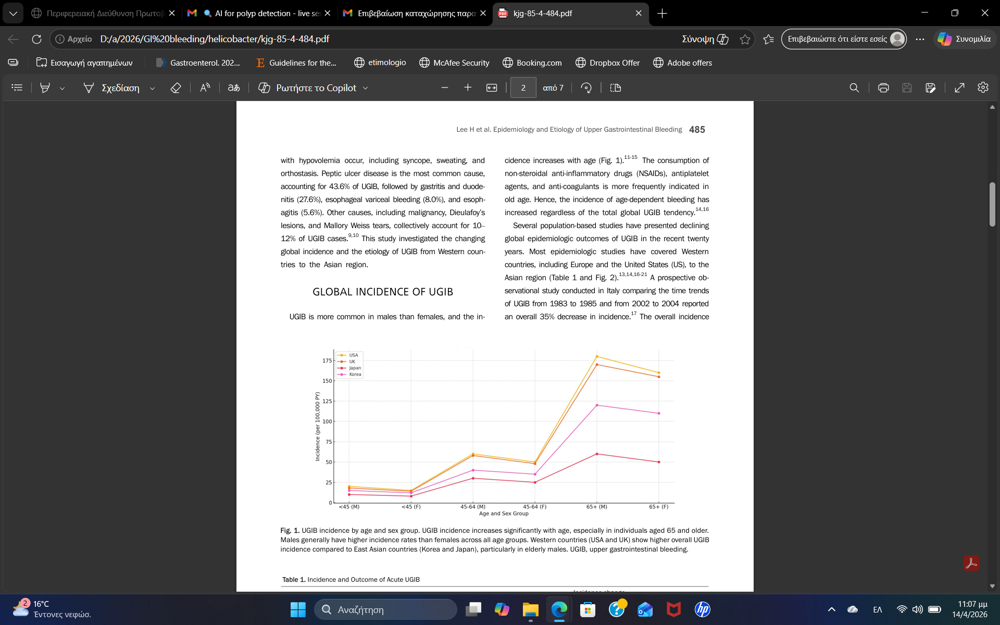 Περιφερειακή Διεύθυνση Πρωτοβ
AI for polyp detection - live ses
Επιβεβαίωση καταχώρησης παρα
kjg-85-4-484.pdf
Αρχείο D:/a/2026/GI%20bleeding/helicobacter/kjg-85-4-484.pdf
Σύνοψη
Επιβεβαιώστε ότι είστε εσείς
Συνομιλία
Εισαγωγή αγαπημένων
Gastroenterol. 202...
Guidelines for the...
etimologio
McAfee Security
Booking.com
Dropbox Offer
Adobe offers
Σχεδίαση
aあ
Ρωτήστε το Copilot
2 από 7
Lee H et al. Epidemiology and Etiology of Upper Gastrointestinal Bleeding 485
with hypovolemia occur, including syncope, sweating, and
orthostasis. Peptic ulcer disease is the most common cause,
accounting for 43.6% of UGIB, followed by gastritis and duode-
nitis (27.6%), esophageal variceal bleeding (8.0%), and esoph-
agitis (5.6%). Other causes, including malignancy, Dieulafoy's
lesions, and Mallory Weiss tears, collectively account for 10–
12% of UGIB cases.9,10 This study investigated the changing
global incidence and the etiology of UGIB from Western coun-
tries to the Asian region.
GLOBAL INCIDENCE OF UGIB
UGIB is more common in males than females, and the in-
cidence increases with age (Fig. 1).11-15 The consumption of
non-steroidal anti-inflammatory drugs (NSAIDs), antiplatelet
agents, and anti-coagulants is more frequently indicated in
old age. Hence, the incidence of age-dependent bleeding has
increased regardless of the total global UGIB tendency.14,16
Several population-based studies have presented declining
global epidemiologic outcomes of UGIB in the recent twenty
years. Most epidemiologic studies have covered Western
countries, including Europe and the United States (US), to the
Asian region (Table 1 and Fig. 2).13,14,16-21 A prospective ob-
servational study conducted in Italy comparing the time trends
of UGIB from 1983 to 1985 and from 2002 to 2004 reported
an overall 35% decrease in incidence.17 The overall incidence
USA
UK
Japan
Korea
175
150
125
100
75
50
25
0
Incidence (per 100,000 PY)
<45 (M) <45 (F) 45-64 (M) 45-64 (F) 65+ (M) 65+ (F)
Age and Sex Group
Fig. 1. UGIB incidence by age and sex group. UGIB incidence increases significantly with age, especially in individuals aged 65 and older.
Males generally have higher incidence rates than females across all age groups. Western countries (USA and UK) show higher overall UGIB
incidence compared to East Asian countries (Korea and Japan), particularly in elderly males. UGIB, upper gastrointestinal bleeding.
Table 1. Incidence and Outcome of Acute UGIB
2
16°C
Έντονες νεφώσ.
Αναζήτηση
ΕΛ
11:07 μμ
14/4/2026